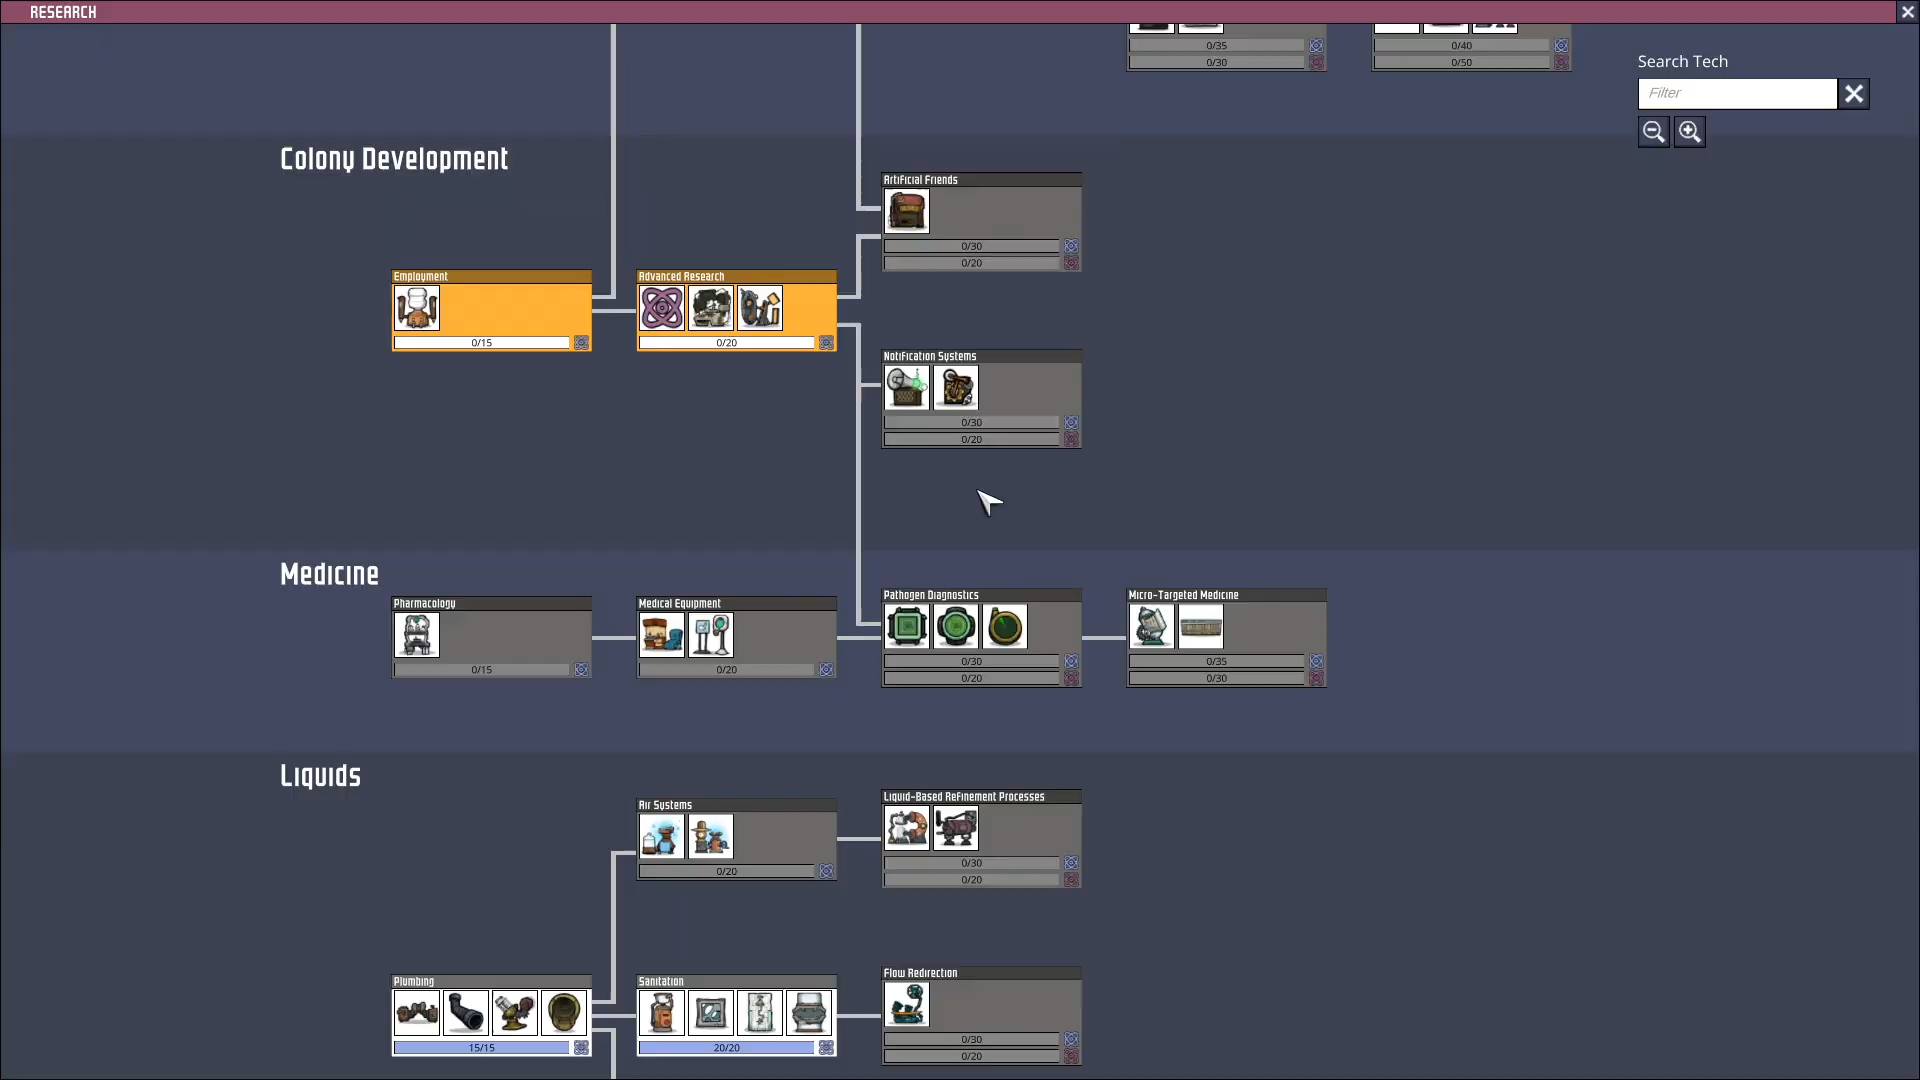 RESEARCH
0/35
0/40
0/30
0/50
Search Tech
Filter
Colony Development
Artificial Friends
0/30
0/20
Employment
0/15
Advanced Research
0/20
Notification Systems
0/30
0/20
Medicine
Pharmacology
0/15
Medical Equipment
0/20
Pathogen Diagnostics
0/30
0/20
Micro-Targeted Medicine
0/35
0/30
Liquids
Air Systems
0/20
Liquid-Based Refinement Processes
0/30
0/20
Plumbing
15/15
Sanitation
20/20
Flow Redirection
0/30
0/20